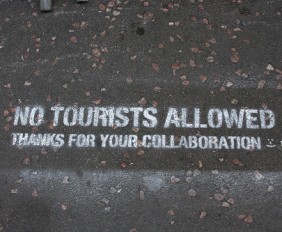 NO TOURISTS ALLOWED
THANKS FOR YOUR COLLABORATION